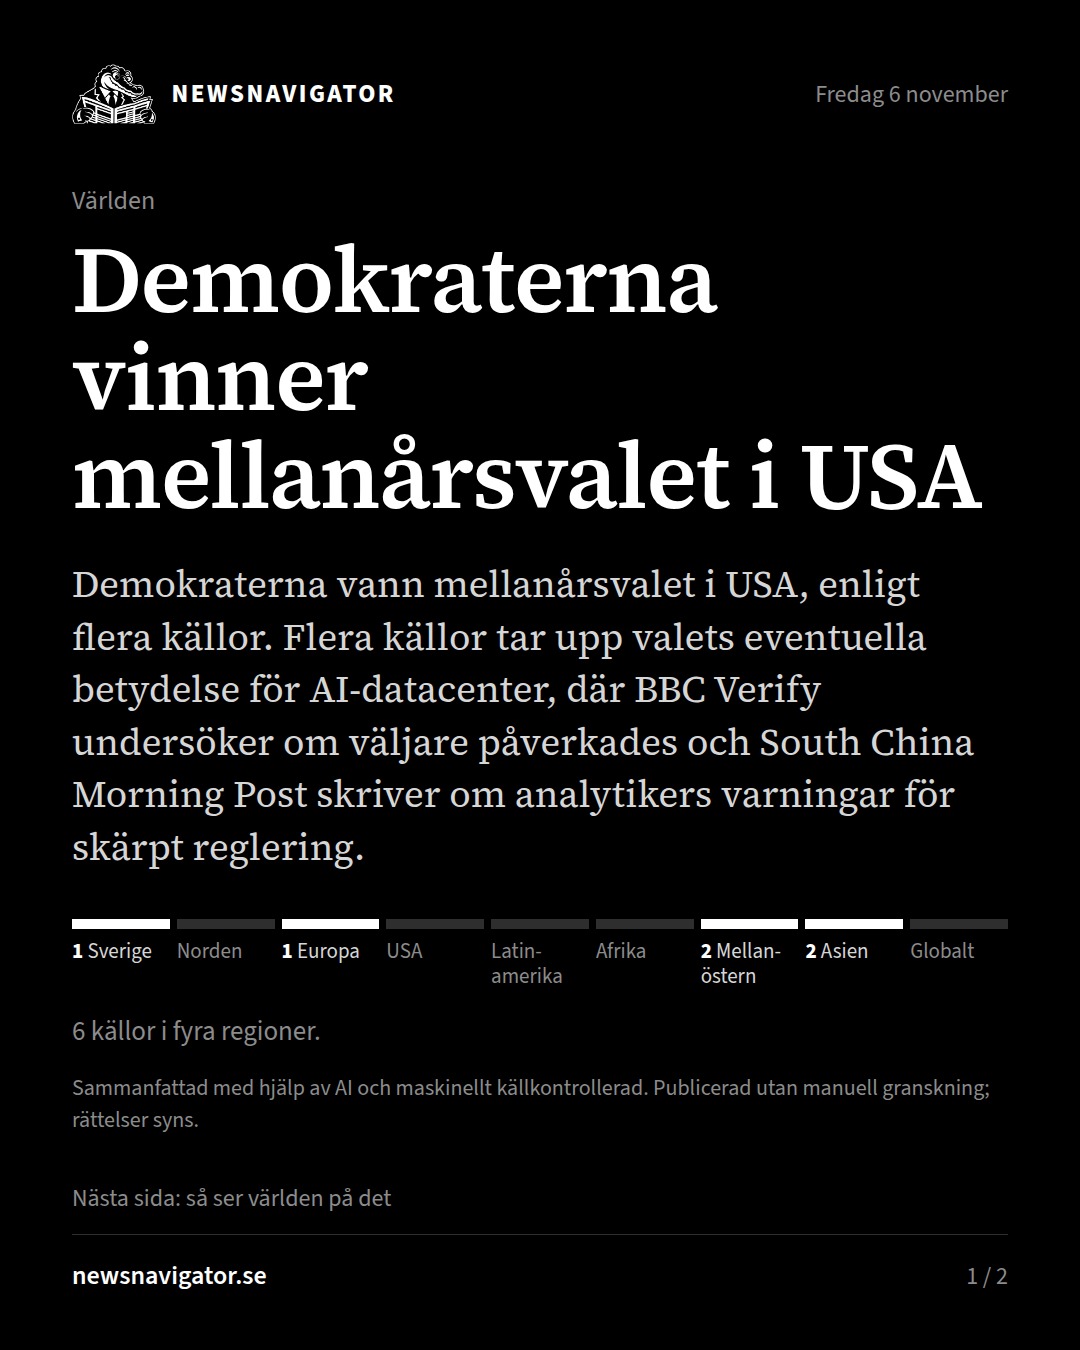 NEWSNAVIGATOR
Fredag 6 november
Världen
Demokraterna
vinner
mellanårsvalet i USA
Demokraterna vann mellanårsvalet i USA, enligt
flera källor. Flera källor tar upp valets eventuella
betydelse för AI-datacenter, där BBC Verify
undersöker om väljare påverkades och South China
Morning Post skriver om analytikers varningar för
skärpt reglering.
1 Sverige
Norden
1 Europa
USA
Latin-
amerika
Afrika
2 Mellan-
östern
2 Asien
Globalt
6 källor i fyra regioner.
Sammanfattad med hjälp av AI och maskinellt källkontrollerad. Publicerad utan manuell granskning;
rättelser syns.
Nästa sida: så ser världen på det
newsnavigator.se
1 / 2